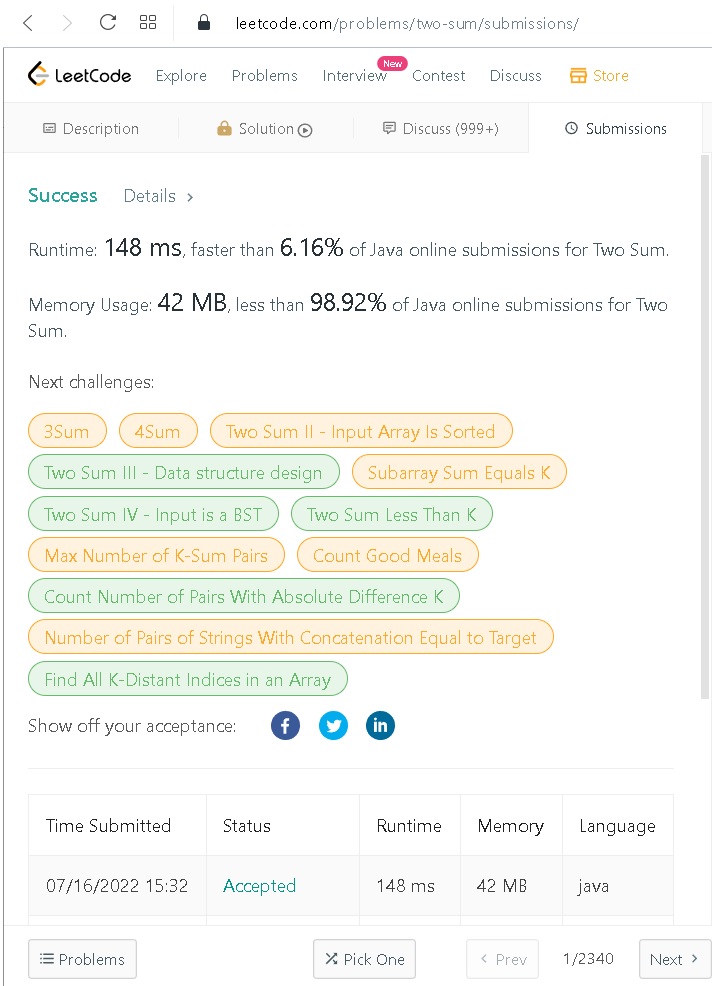 leetcode.com/problems/two-sum/submissions/
LeetCode Explore Problems Interview New Contest Discuss Store
Description Solution Discuss (999+) Submissions
Success Details >
Runtime: 148 ms, faster than 6.16% of Java online submissions for Two Sum.
Memory Usage: 42 MB, less than 98.92% of Java online submissions for Two
Sum.
Next challenges:
3Sum 4Sum Two Sum II - Input Array Is Sorted
Two Sum III - Data structure design Subarray Sum Equals K
Two Sum IV - Input is a BST Two Sum Less Than K
Max Number of K-Sum Pairs Count Good Meals
Count Number of Pairs With Absolute Difference K
Number of Pairs of Strings With Concatenation Equal to Target
Find All K-Distant Indices in an Array
Show off your acceptance:
Time Submitted Status Runtime Memory Language
07/16/2022 15:32 Accepted 148 ms 42 MB java
Problems Pick One < Prev 1/2340 Next >